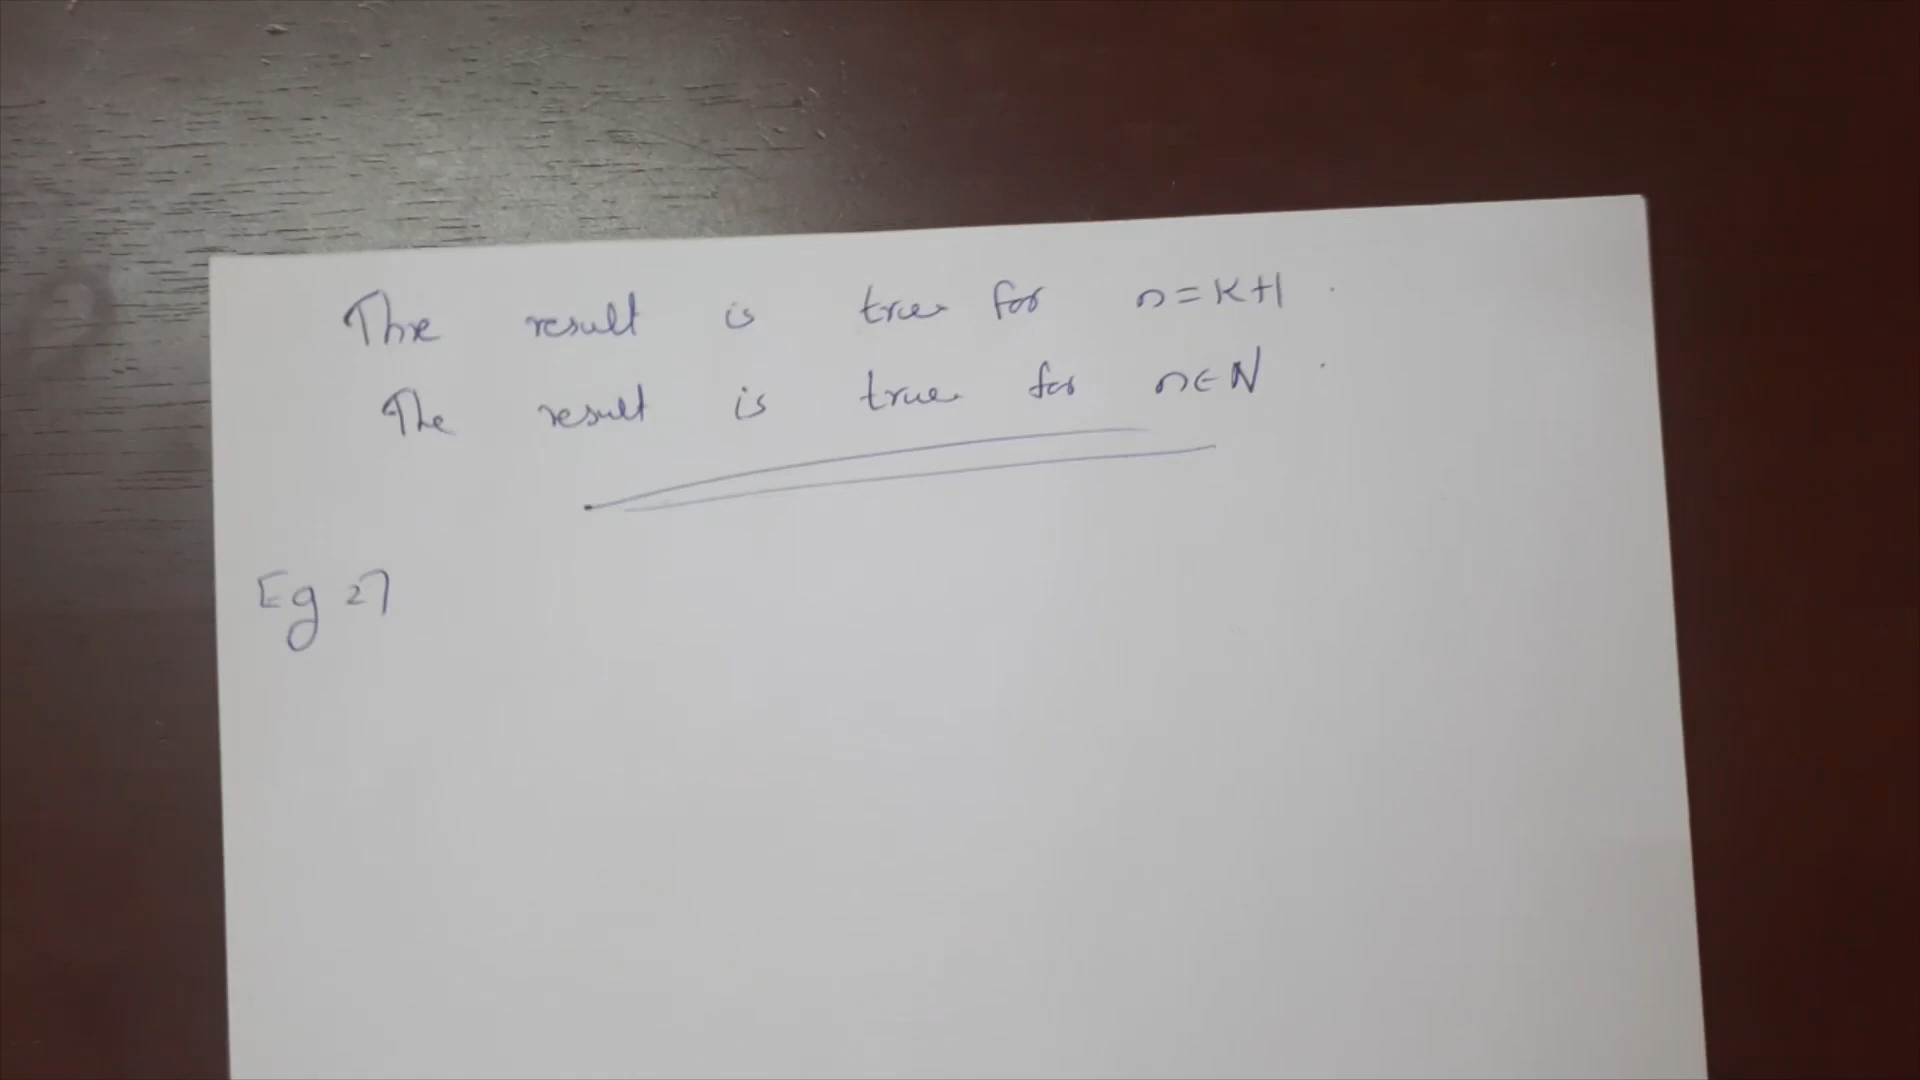 The result is true for n=K+1.
The result is true for n∈N.
Eg 27